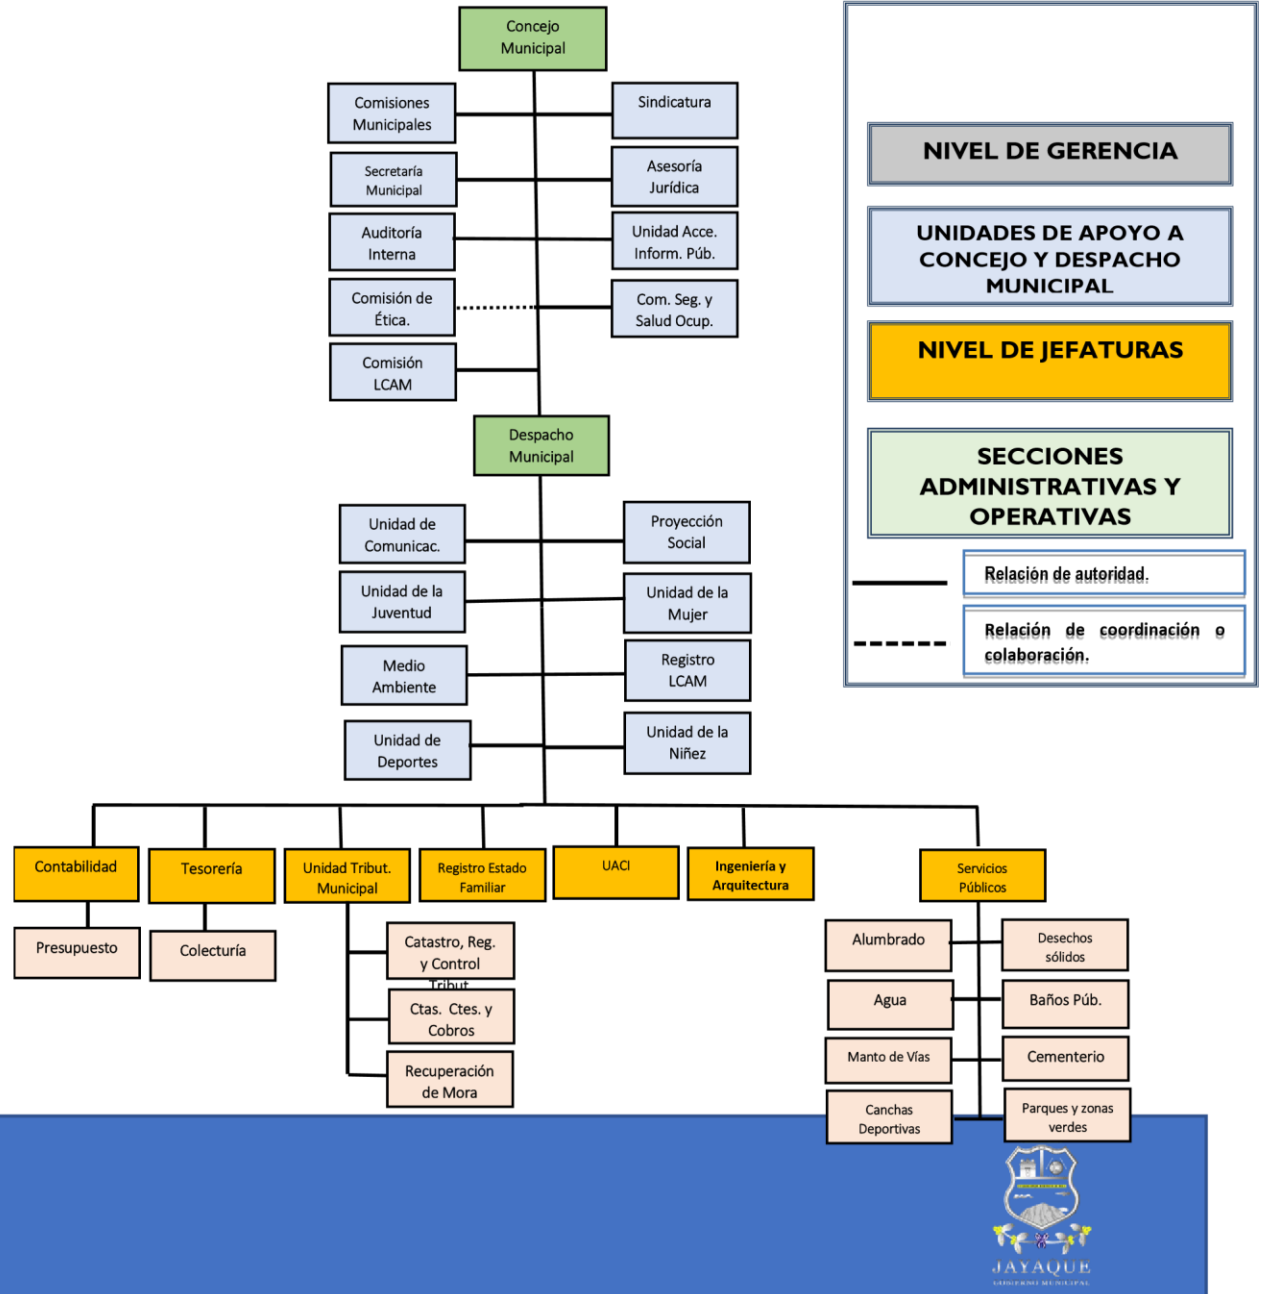 Concejo
Municipal
Comisiones
Municipales
Sindicatura
Secretaría
Municipal
Asesoría
Jurídica
Auditoría
Interna
Unidad Acce.
Inform. Púb.
Comisión de
Ética.
Com. Seg. y
Salud Ocup.
Comisión
LCAM
Despacho
Municipal
Unidad de
Comunicac.
Proyección
Social
Unidad de la
Juventud
Unidad de la
Mujer
Medio
Ambiente
Registro
LCAM
Unidad de
Deportes
Unidad de la
Niñez
Contabilidad
Tesorería
Unidad Tribut.
Municipal
Registro Estado
Familiar
UACI
Ingeniería y
Arquitectura
Servicios
Públicos
Presupuesto
Colecturía
Catastro, Reg.
y Control
Tribut.
Ctas. Ctes. y
Cobros
Recuperación
de Mora
Alumbrado
Desechos
sólidos
Agua
Baños Púb.
Manto de Vías
Cementerio
Canchas
Deportivas
Parques y zonas
verdes
NIVEL DE GERENCIA
UNIDADES DE APOYO A
CONCEJO Y DESPACHO
MUNICIPAL
NIVEL DE JEFATURAS
SECCIONES
ADMINISTRATIVAS Y
OPERATIVAS
Relación de autoridad.
Relación de coordinación o
colaboración.
JAYAQUE
GOBIERNO MUNICIPAL